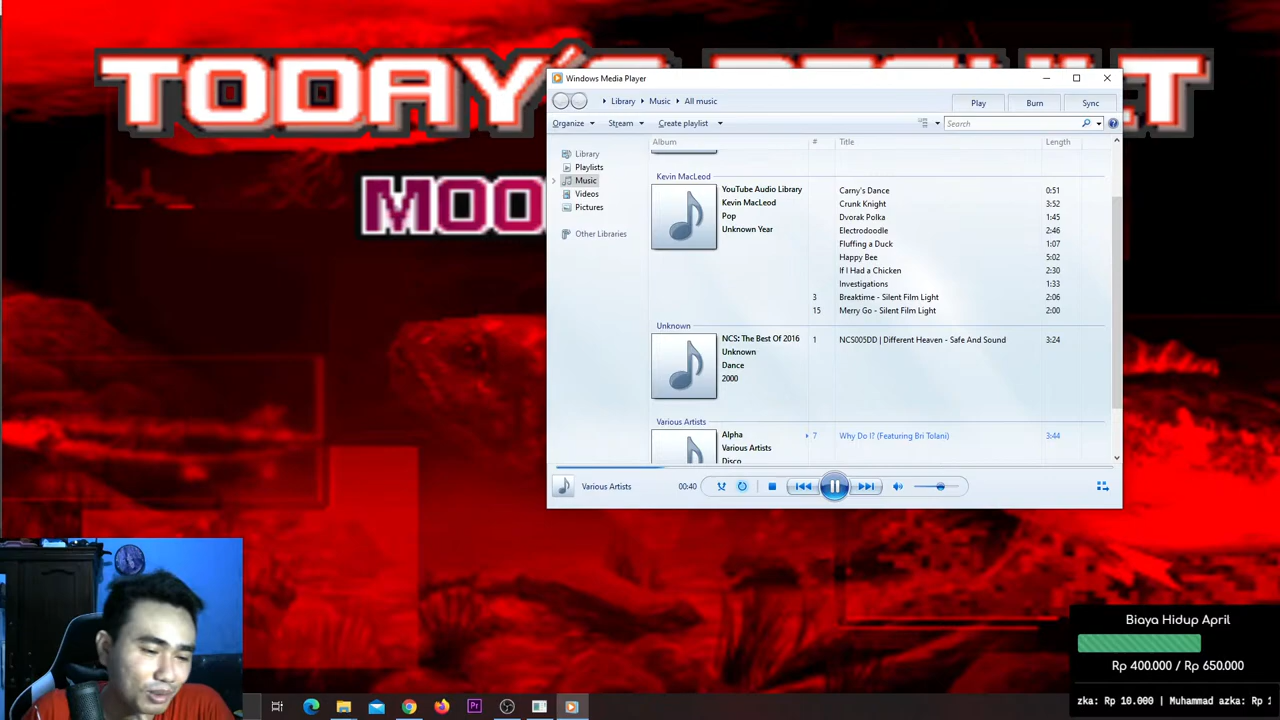 TODAY'S RESULT
MOO
Windows Media Player
Library Music All music
Play Burn Sync
Organize Stream Create playlist Search
Album # Title Length
Library
Playlists
Music
Videos
Pictures
Other Libraries
Kevin MacLeod
YouTube Audio Library
Kevin MacLeod
Pop
Unknown Year
Carny's Dance 0:51
Crunk Knight 3:52
Dvorak Polka 1:45
Electrodoodle 2:46
Fluffing a Duck 1:07
Happy Bee 5:02
If I Had a Chicken 2:30
Investigations 1:33
3 Breaktime - Silent Film Light 2:06
15 Merry Go - Silent Film Light 2:00
Unknown
NCS: The Best Of 2016
Unknown
Dance
2000
1 NCS005DD | Different Heaven - Safe And Sound 3:24
Various Artists
Alpha
Various Artists
Disco
7 Why Do I? (Featuring Bri Tolani) 3:44
Various Artists 00:40
Biaya Hidup April
Rp 400.000 / Rp 650.000
zka: Rp 10.000 | Muhammad azka: Rp 1
Pr